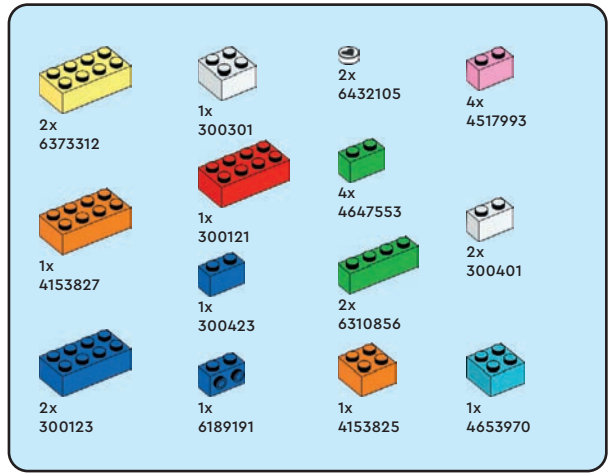 2x
6373312
1x
4153827
2x
300123
1x
300301
1x
300121
1x
300423
1x
6189191
2x
6432105
4x
4647553
2x
6310856
1x
4153825
4x
4517993
2x
300401
1x
4653970